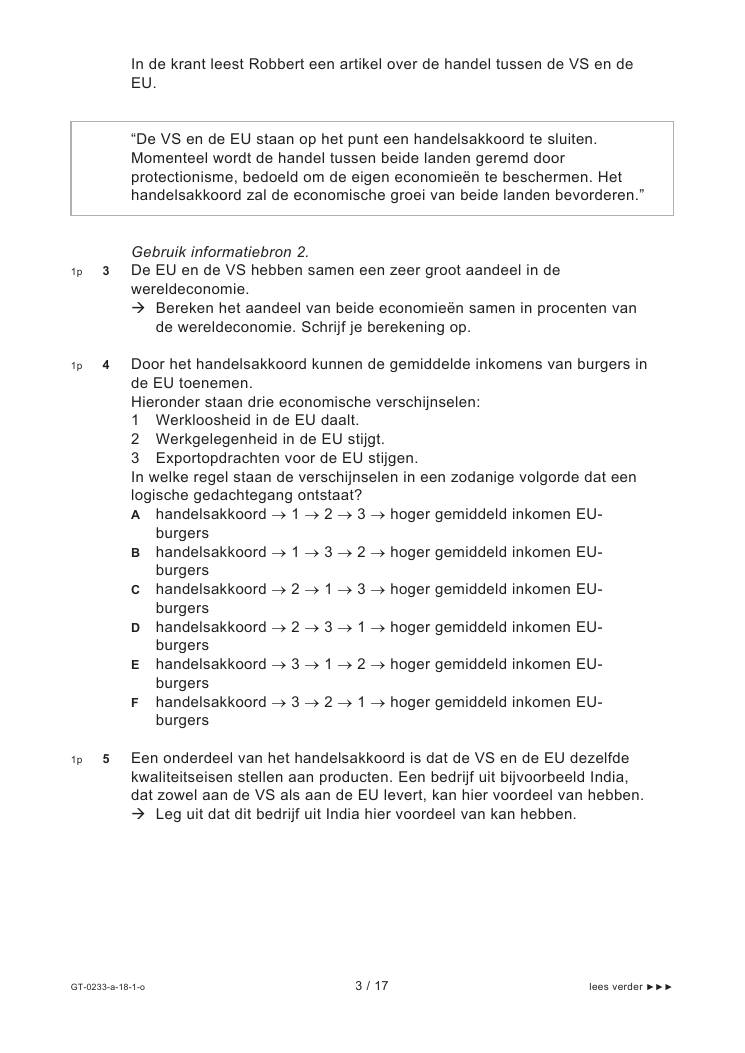 In de krant leest Robbert een artikel over de handel tussen de VS en de
EU.
“De VS en de EU staan op het punt een handelsakkoord te sluiten.
Momenteel wordt de handel tussen beide landen geremd door
protectionisme, bedoeld om de eigen economieën te beschermen. Het
handelsakkoord zal de economische groei van beide landen bevorderen.”
Gebruik informatiebron 2.
1p 3 De EU en de VS hebben samen een zeer groot aandeel in de
wereldeconomie.
→ Bereken het aandeel van beide economieën samen in procenten van
de wereldeconomie. Schrijf je berekening op.
1p 4 Door het handelsakkoord kunnen de gemiddelde inkomens van burgers in
de EU toenemen.
Hieronder staan drie economische verschijnselen:
1 Werkloosheid in de EU daalt.
2 Werkgelegenheid in de EU stijgt.
3 Exportopdrachten voor de EU stijgen.
In welke regel staan de verschijnselen in een zodanige volgorde dat een
logische gedachtegang ontstaat?
A handelsakkoord → 1 → 2 → 3 → hoger gemiddeld inkomen EU-
burgers
B handelsakkoord → 1 → 3 → 2 → hoger gemiddeld inkomen EU-
burgers
C handelsakkoord → 2 → 1 → 3 → hoger gemiddeld inkomen EU-
burgers
D handelsakkoord → 2 → 3 → 1 → hoger gemiddeld inkomen EU-
burgers
E handelsakkoord → 3 → 1 → 2 → hoger gemiddeld inkomen EU-
burgers
F handelsakkoord → 3 → 2 → 1 → hoger gemiddeld inkomen EU-
burgers
1p 5 Een onderdeel van het handelsakkoord is dat de VS en de EU dezelfde
kwaliteitseisen stellen aan producten. Een bedrijf uit bijvoorbeeld India,
dat zowel aan de VS als aan de EU levert, kan hier voordeel van hebben.
→ Leg uit dat dit bedrijf uit India hier voordeel van kan hebben.
GT-0233-a-18-1-o 3 / 17 lees verder ►►►